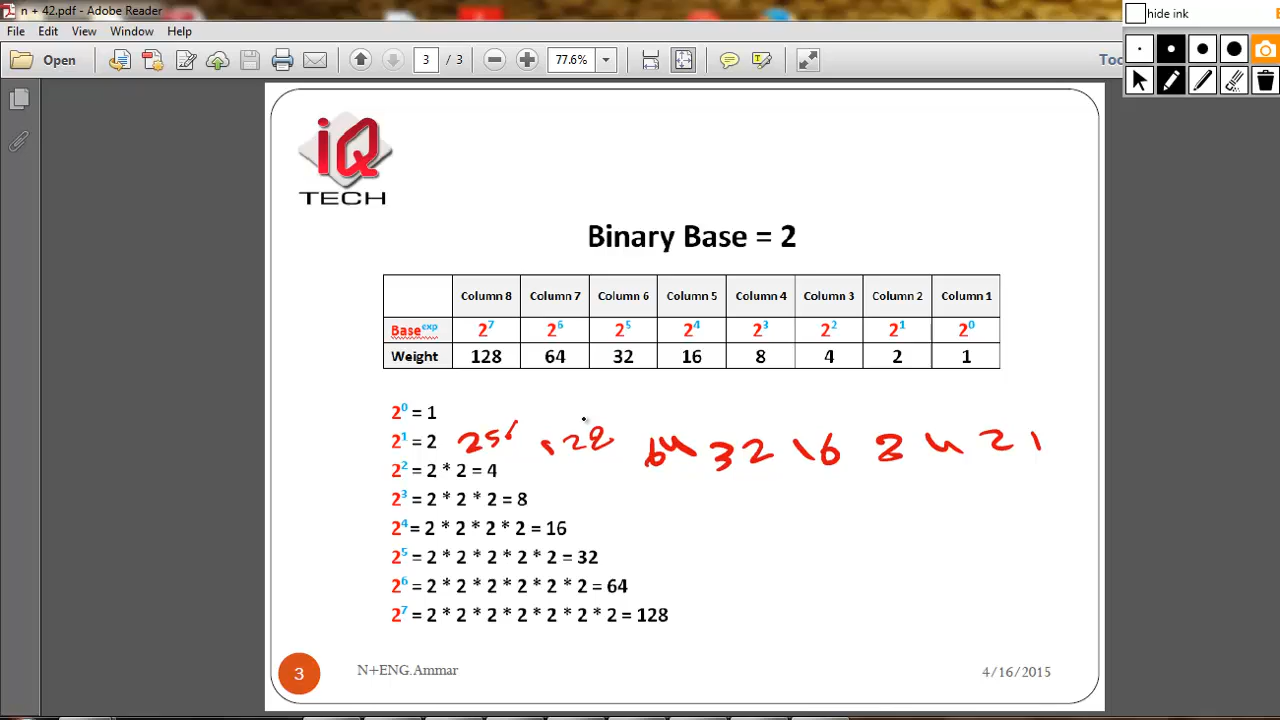 n + 42.pdf - Adobe Reader
hide ink
File Edit View Window Help
Open 3 / 3 77.6%
iQ
TECH
Binary Base = 2
Column 8 Column 7 Column 6 Column 5 Column 4 Column 3 Column 2 Column 1
Base^exp 2^7 2^6 2^5 2^4 2^3 2^2 2^1 2^0
Weight 128 64 32 16 8 4 2 1
2^0 = 1
2^1 = 2 256 128 64 32 16 8 4 2 1
2^2 = 2 * 2 = 4
2^3 = 2 * 2 * 2 = 8
2^4 = 2 * 2 * 2 * 2 = 16
2^5 = 2 * 2 * 2 * 2 * 2 = 32
2^6 = 2 * 2 * 2 * 2 * 2 * 2 = 64
2^7 = 2 * 2 * 2 * 2 * 2 * 2 * 2 = 128
3 N+ENG.Ammar 4/16/2015